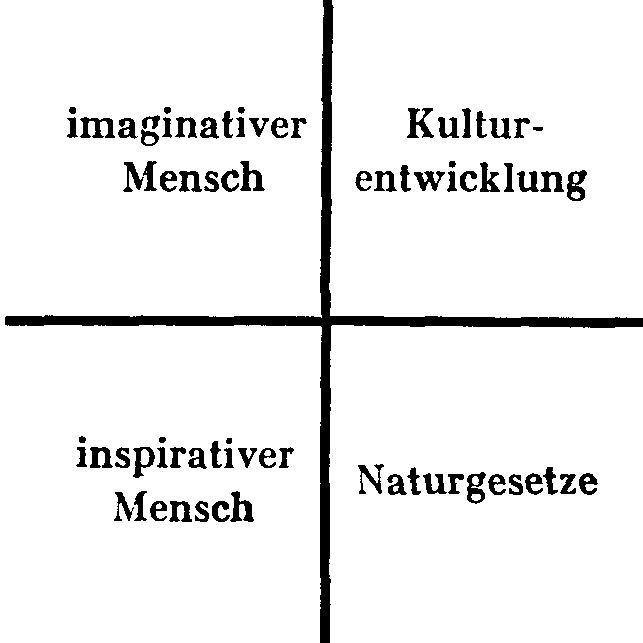 imaginativer
Mensch
Kultur-
entwicklung
inspirativer
Mensch
Naturgesetze